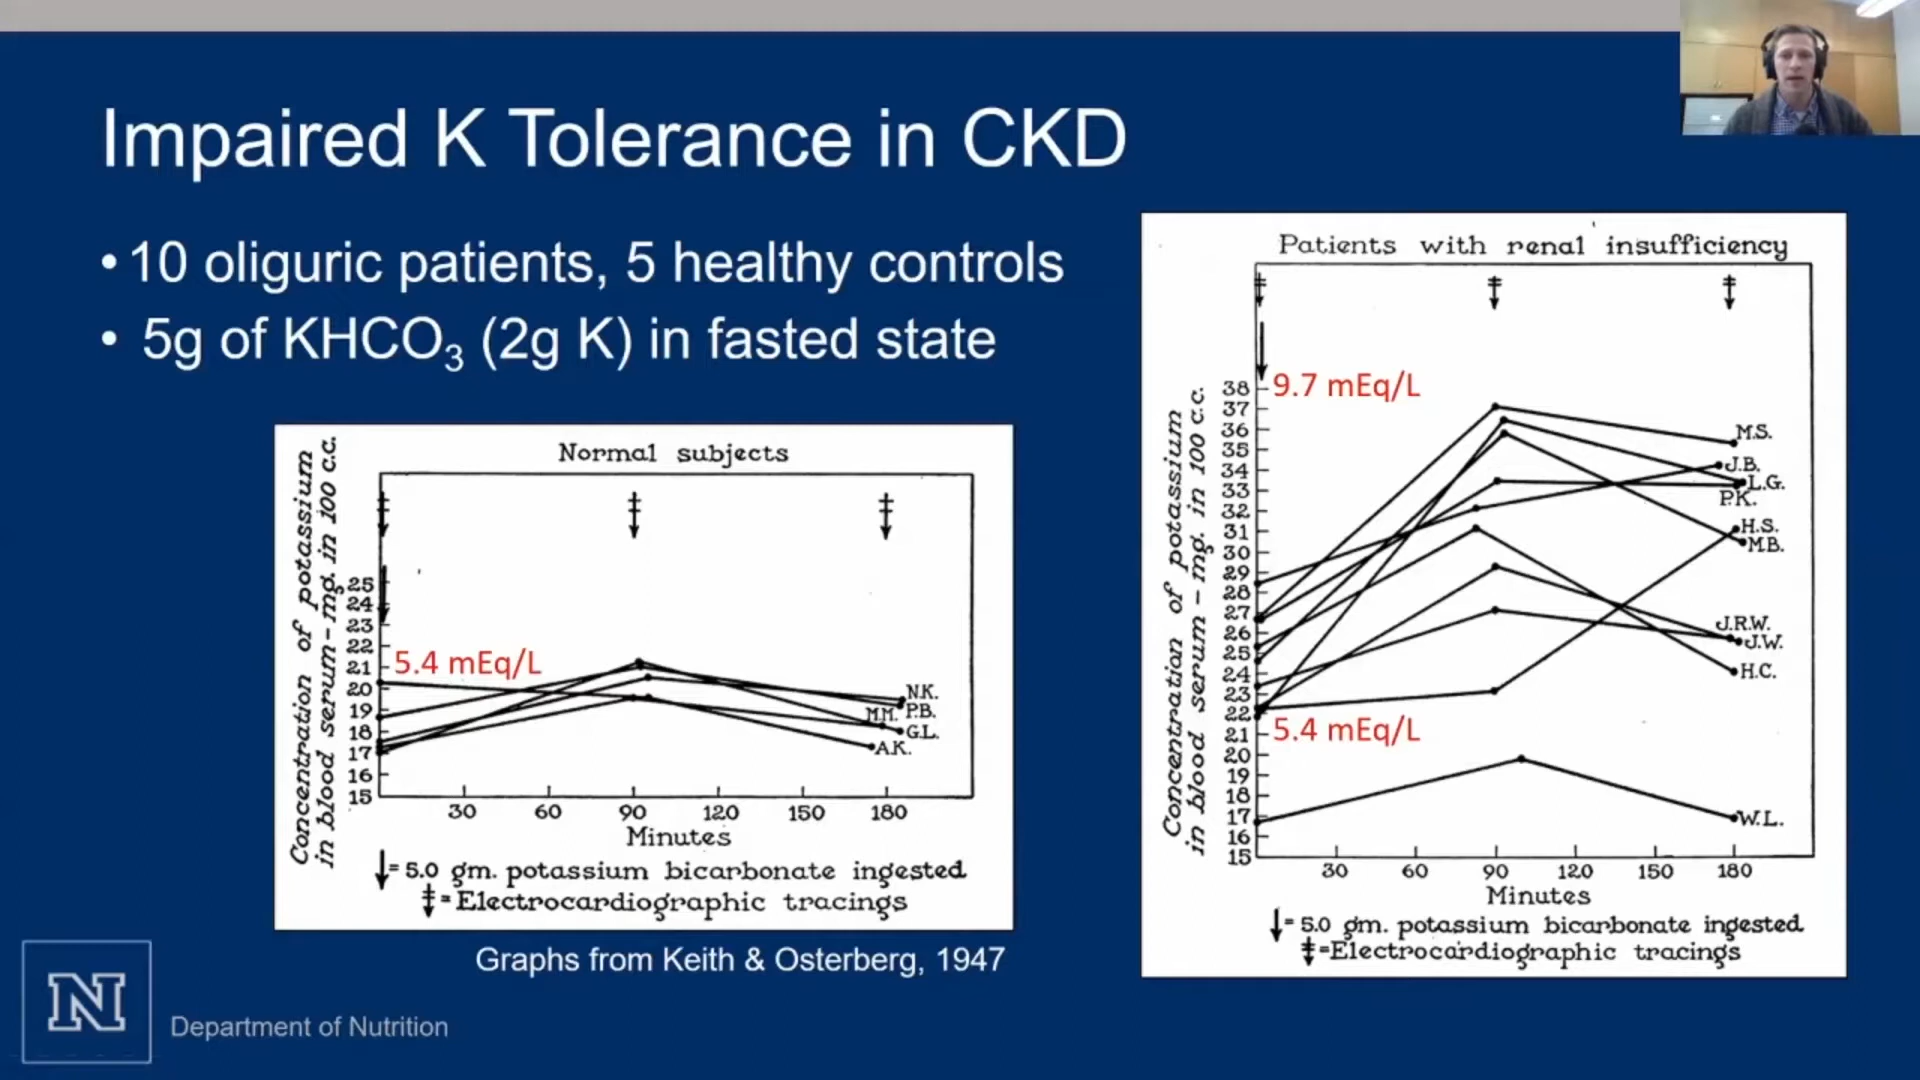 Impaired K Tolerance in CKD
• 10 oliguric patients, 5 healthy controls
• 5g of KHCO₃ (2g K) in fasted state
Normal subjects
Concentration of potassium
in blood serum – mg. in 100 c.c.
25
24
23
22
21
20
19
18
17
16
15
5.4 mEq/L
N.K.
M.M. P.B.
G.L.
A.K.
30 60 90 120 150 180
Minutes
= 5.0 gm. potassium bicarbonate ingested
= Electrocardiographic tracings
Graphs from Keith & Osterberg, 1947
Patients with renal insufficiency
Concentration of potassium
in blood serum – mg. in 100 c.c.
38
37
36
35
34
33
32
31
30
29
28
27
26
25
24
23
22
21
20
19
18
17
16
15
9.7 mEq/L
5.4 mEq/L
M.S.
J.B.
L.G.
P.K.
H.S.
M.B.
J.R.W.
J.W.
H.C.
W.L.
30 60 90 120 150 180
Minutes
= 5.0 gm. potassium bicarbonate ingested
= Electrocardiographic tracings
N
Department of Nutrition